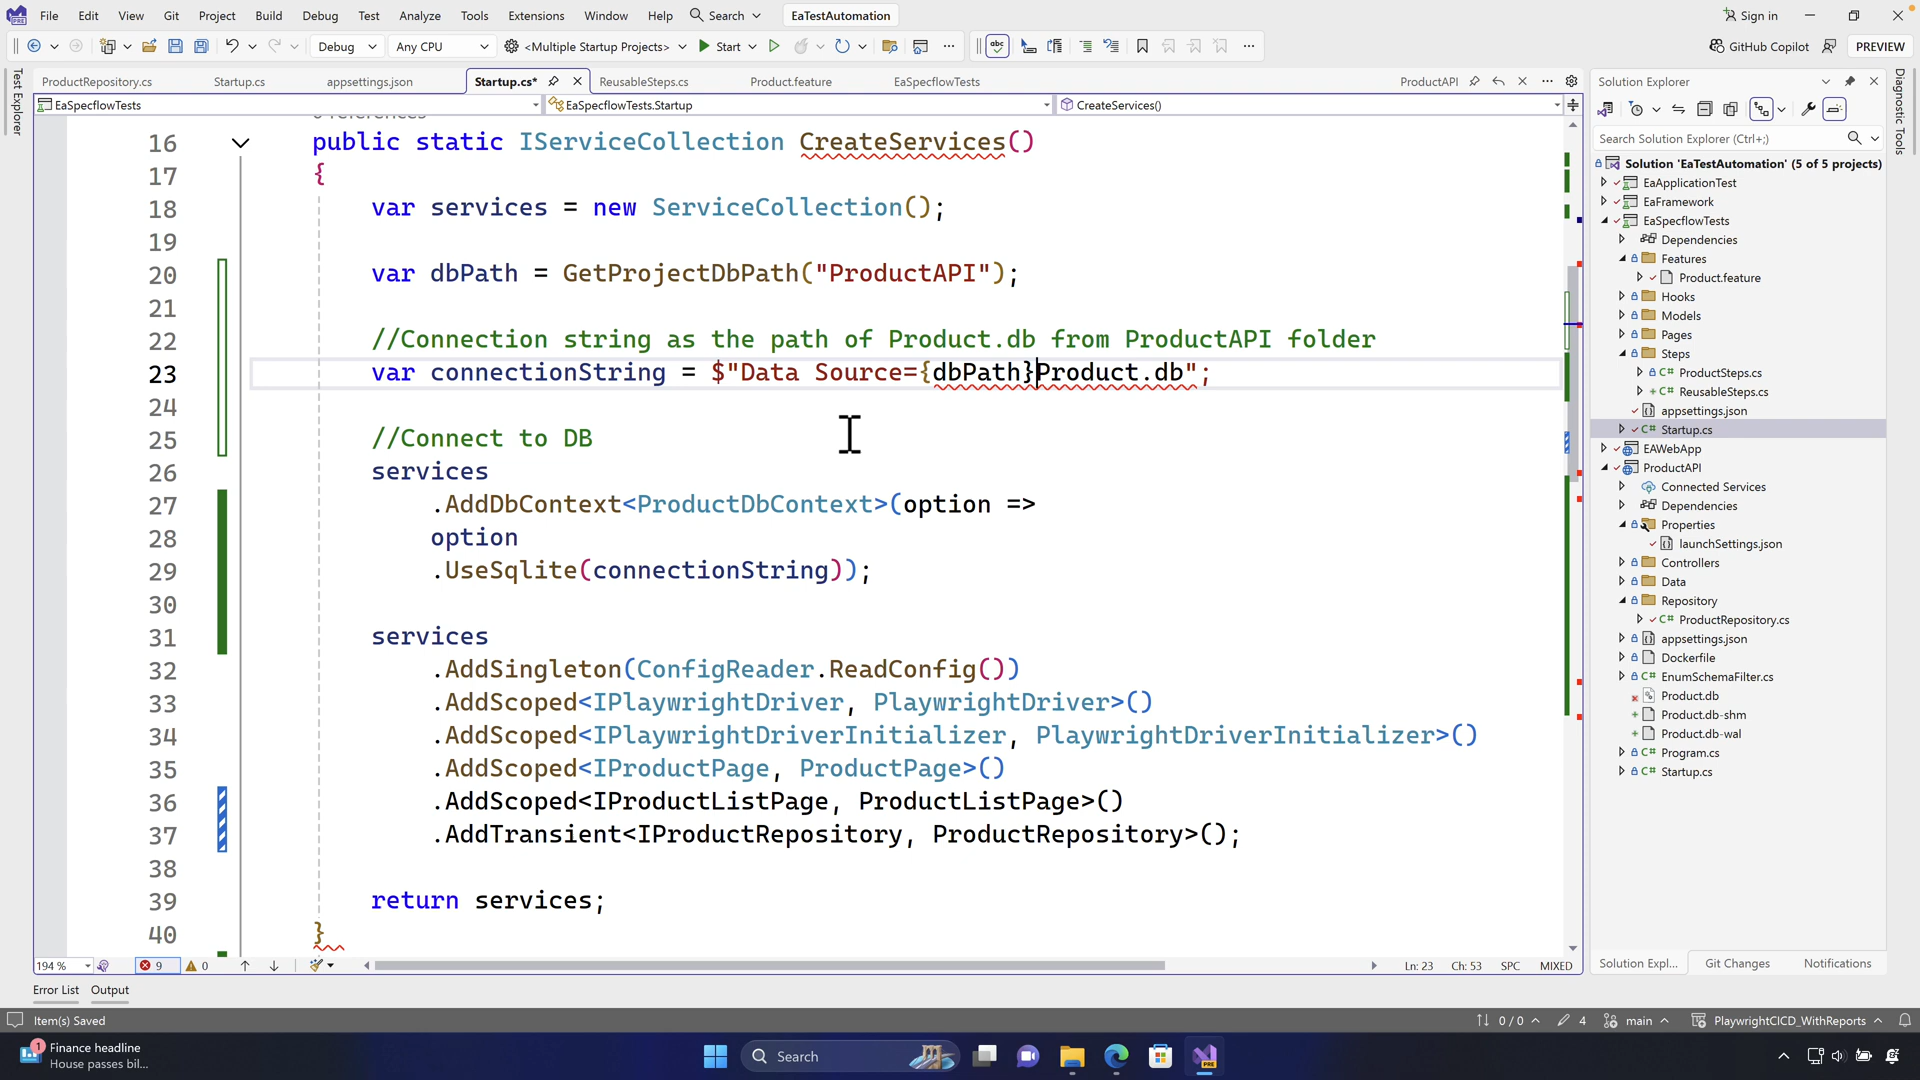 File Edit View Git Project Build Debug Test Analyze Tools Extensions Window Help Search EaTestAutomation Sign in
Debug Any CPU <Multiple Startup Projects> Start abc GitHub Copilot PREVIEW
ProductRepository.cs Startup.cs appsettings.json Startup.cs* ReusableSteps.cs Product.feature EaSpecflowTests ProductAPI
EaSpecflowTests EaSpecflowTests.Startup CreateServices()
Test Explorer
16 public static IServiceCollection CreateServices()
17 {
18 var services = new ServiceCollection();
19
20 var dbPath = GetProjectDbPath("ProductAPI");
21
22 //Connection string as the path of Product.db from ProductAPI folder
23 var connectionString = $"Data Source={dbPath}Product.db";
24
25 //Connect to DB
26 services
27 .AddDbContext<ProductDbContext>(option =>
28 option
29 .UseSqlite(connectionString));
30
31 services
32 .AddSingleton(ConfigReader.ReadConfig())
33 .AddScoped<IPlaywrightDriver, PlaywrightDriver>()
34 .AddScoped<IPlaywrightDriverInitializer, PlaywrightDriverInitializer>()
35 .AddScoped<IProductPage, ProductPage>()
36 .AddScoped<IProductListPage, ProductListPage>()
37 .AddTransient<IProductRepository, ProductRepository>();
38
39 return services;
40 }
194 % 9 0 Ln: 23 Ch: 53 SPC MIXED
Solution Explorer
Search Solution Explorer (Ctrl+;)
Solution 'EaTestAutomation' (5 of 5 projects)
EaApplicationTest
EaFramework
EaSpecflowTests
Dependencies
Features
Product.feature
Hooks
Models
Pages
Steps
ProductSteps.cs
ReusableSteps.cs
appsettings.json
Startup.cs
EAWebApp
ProductAPI
Connected Services
Dependencies
Properties
launchSettings.json
Controllers
Data
Repository
ProductRepository.cs
appsettings.json
Dockerfile
EnumSchemaFilter.cs
Product.db
Product.db-shm
Product.db-wal
Program.cs
Startup.cs
Solution Expl... Git Changes Notifications
Diagnostic Tools
Error List Output
Item(s) Saved 0 / 0 4 main PlaywrightCICD_WithReports
1 Finance headline
House passes bil...
Search
PRE